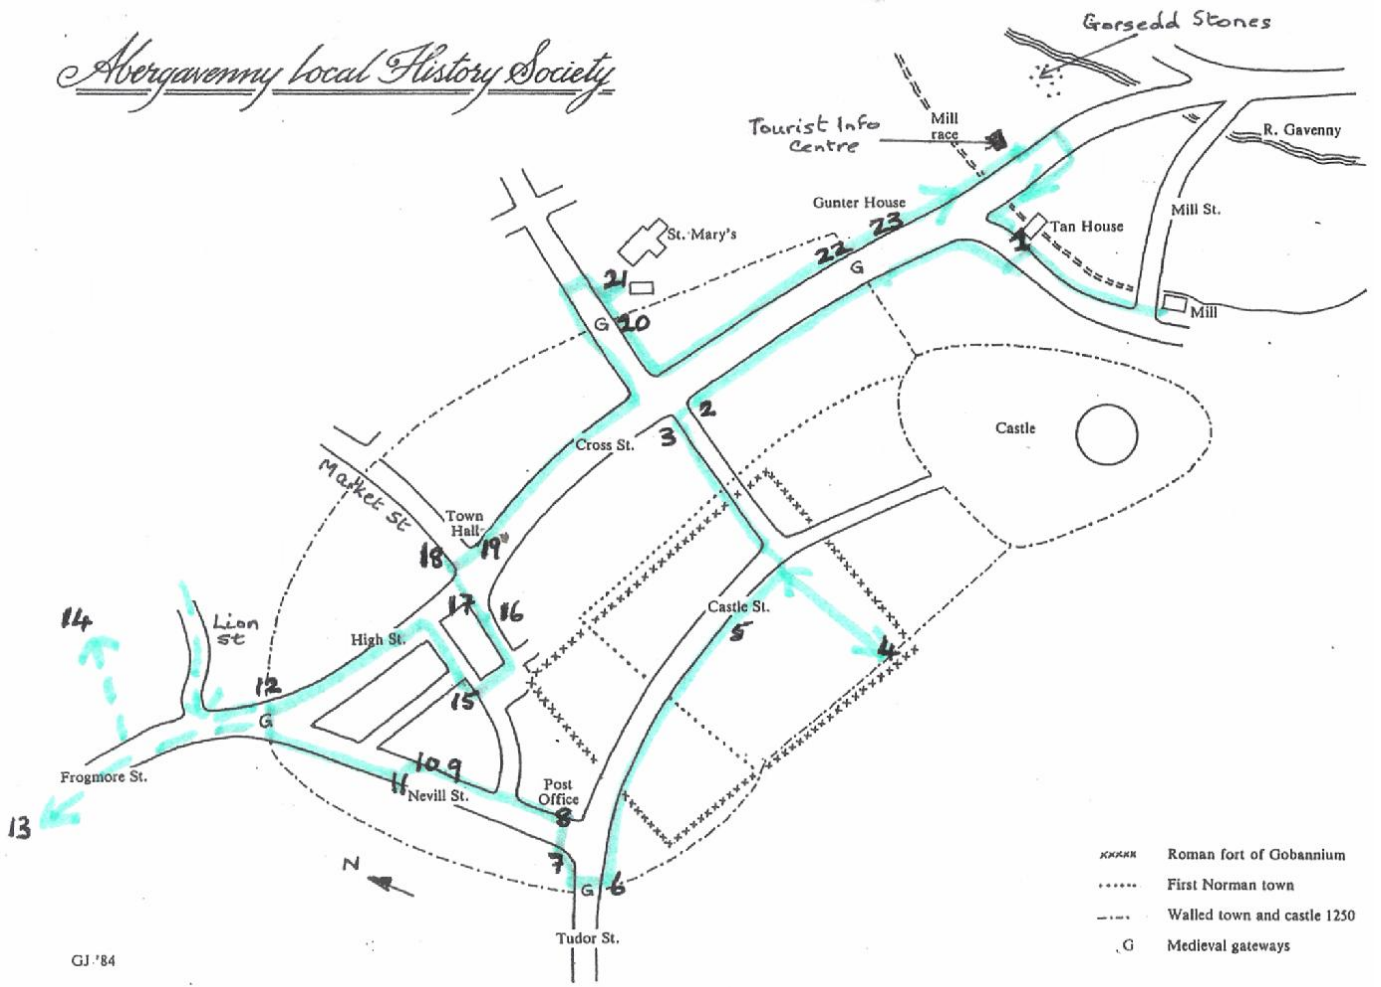 Gorsedd Stones
Abergavenny Local History Society
Tourist Info
Centre
Mill
race
R. Gavenny
Gunter House
23
Mill St.
St. Mary's
22
Tan House
1
G
21
G
20
Mill
2
Castle
3
Cross St.
Market St
Town
Hall
18
19
17
16
Castle St.
5
4
14
Lion
St
High St.
12
G
15
Frogmore St.
13
10 9
11
Nevill St.
Post
Office
8
7
N
G
6
Tudor St.
xxxxx Roman fort of Gobannium
First Norman town
Walled town and castle 1250
G Medieval gateways
GJ '84